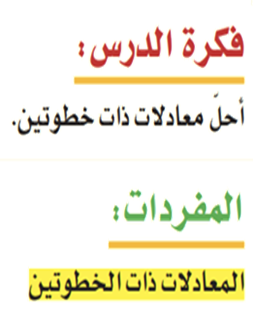 فكرة الدرس:
أحلّ معادلات ذات خطوتين.
المفردات:
المعادلات ذات الخطوتين